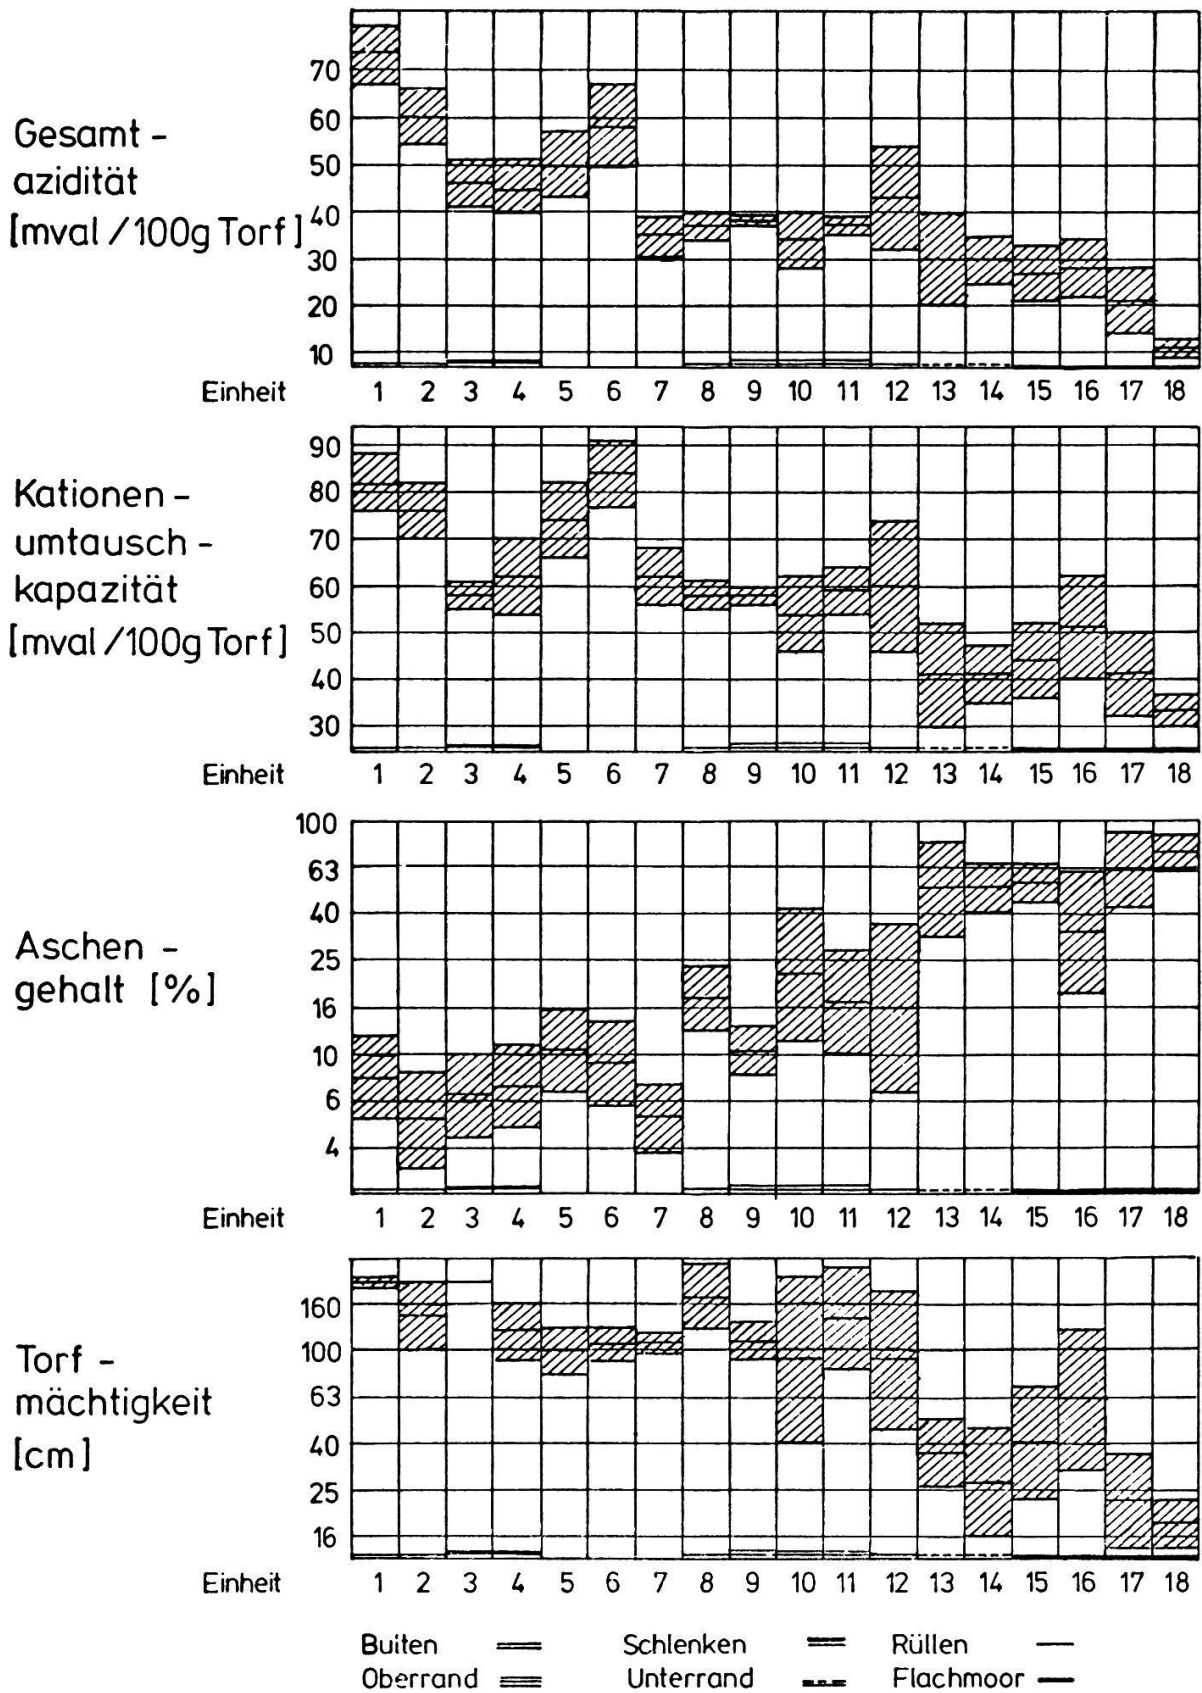 Gesamt-
azidität
[mval/100g Torf]
70
60
50
40
30
20
10
Einheit 1 2 3 4 5 6 7 8 9 10 11 12 13 14 15 16 17 18
Kationen-
umtausch-
kapazität
[mval/100g Torf]
90
80
70
60
50
40
30
Einheit 1 2 3 4 5 6 7 8 9 10 11 12 13 14 15 16 17 18
Aschen-
gehalt [%]
100
63
40
25
16
10
6
4
Einheit 1 2 3 4 5 6 7 8 9 10 11 12 13 14 15 16 17 18
Torf-
mächtigkeit
[cm]
160
100
63
40
25
16
Einheit 1 2 3 4 5 6 7 8 9 10 11 12 13 14 15 16 17 18
Bulten Schlenken Rüllen
Oberrand Unterrand Flachmoor